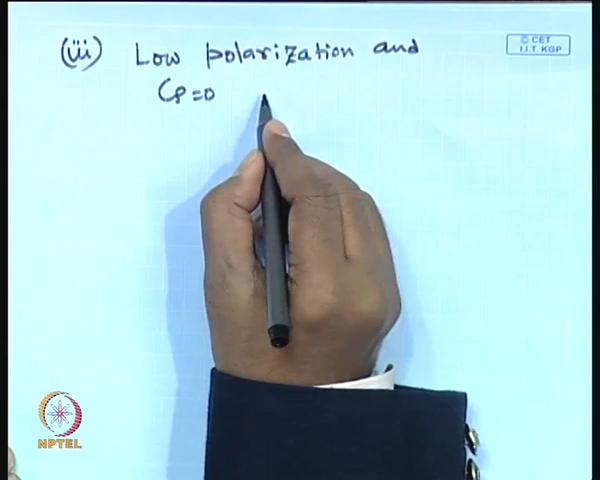 (iii) Low polarization and
Cp=0
© CET
I.I.T. KGP
NPTEL